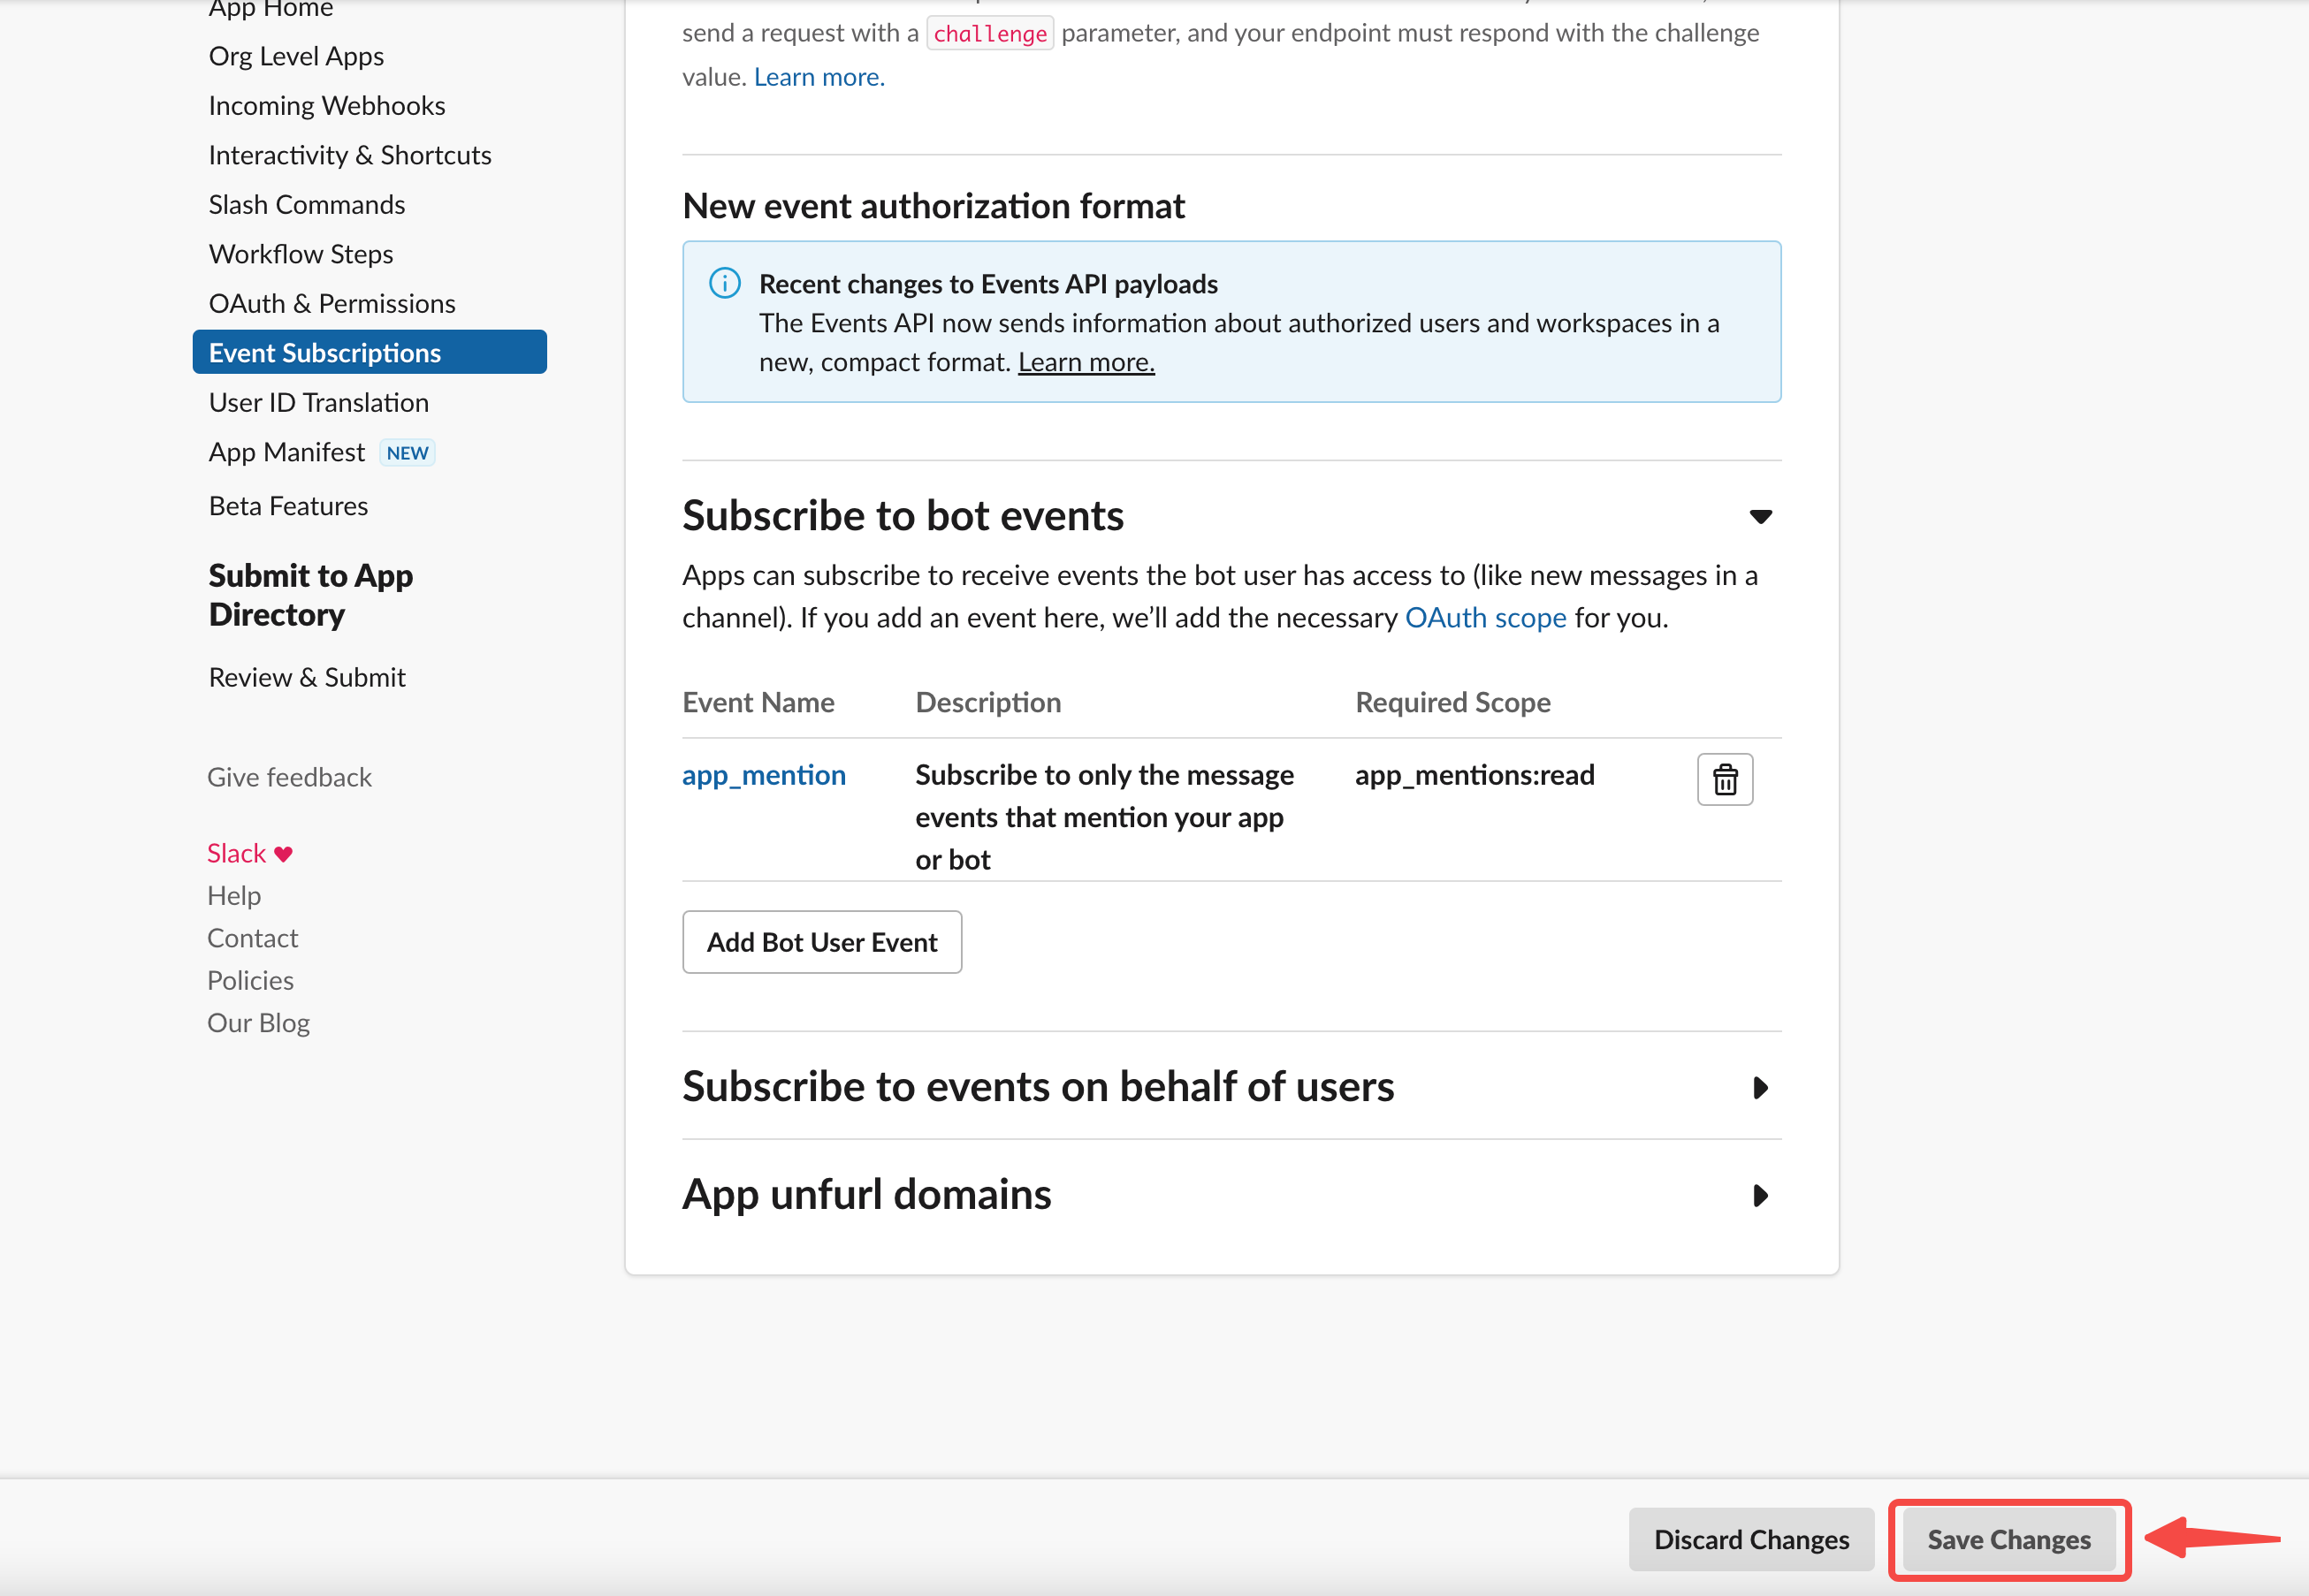 App Home
Org Level Apps
Incoming Webhooks
Interactivity & Shortcuts
Slash Commands
Workflow Steps
OAuth & Permissions
Event Subscriptions
User ID Translation
App Manifest NEW
Beta Features
Submit to App
Directory
Review & Submit
Give feedback
Slack ♥
Help
Contact
Policies
Our Blog
send a request with a challenge parameter, and your endpoint must respond with the challenge
value. Learn more.
New event authorization format
Recent changes to Events API payloads
The Events API now sends information about authorized users and workspaces in a
new, compact format. Learn more.
Subscribe to bot events
Apps can subscribe to receive events the bot user has access to (like new messages in a
channel). If you add an event here, we’ll add the necessary OAuth scope for you.
Event Name Description Required Scope
app_mention Subscribe to only the message app_mentions:read
events that mention your app
or bot
Add Bot User Event
Subscribe to events on behalf of users
App unfurl domains
Discard Changes Save Changes